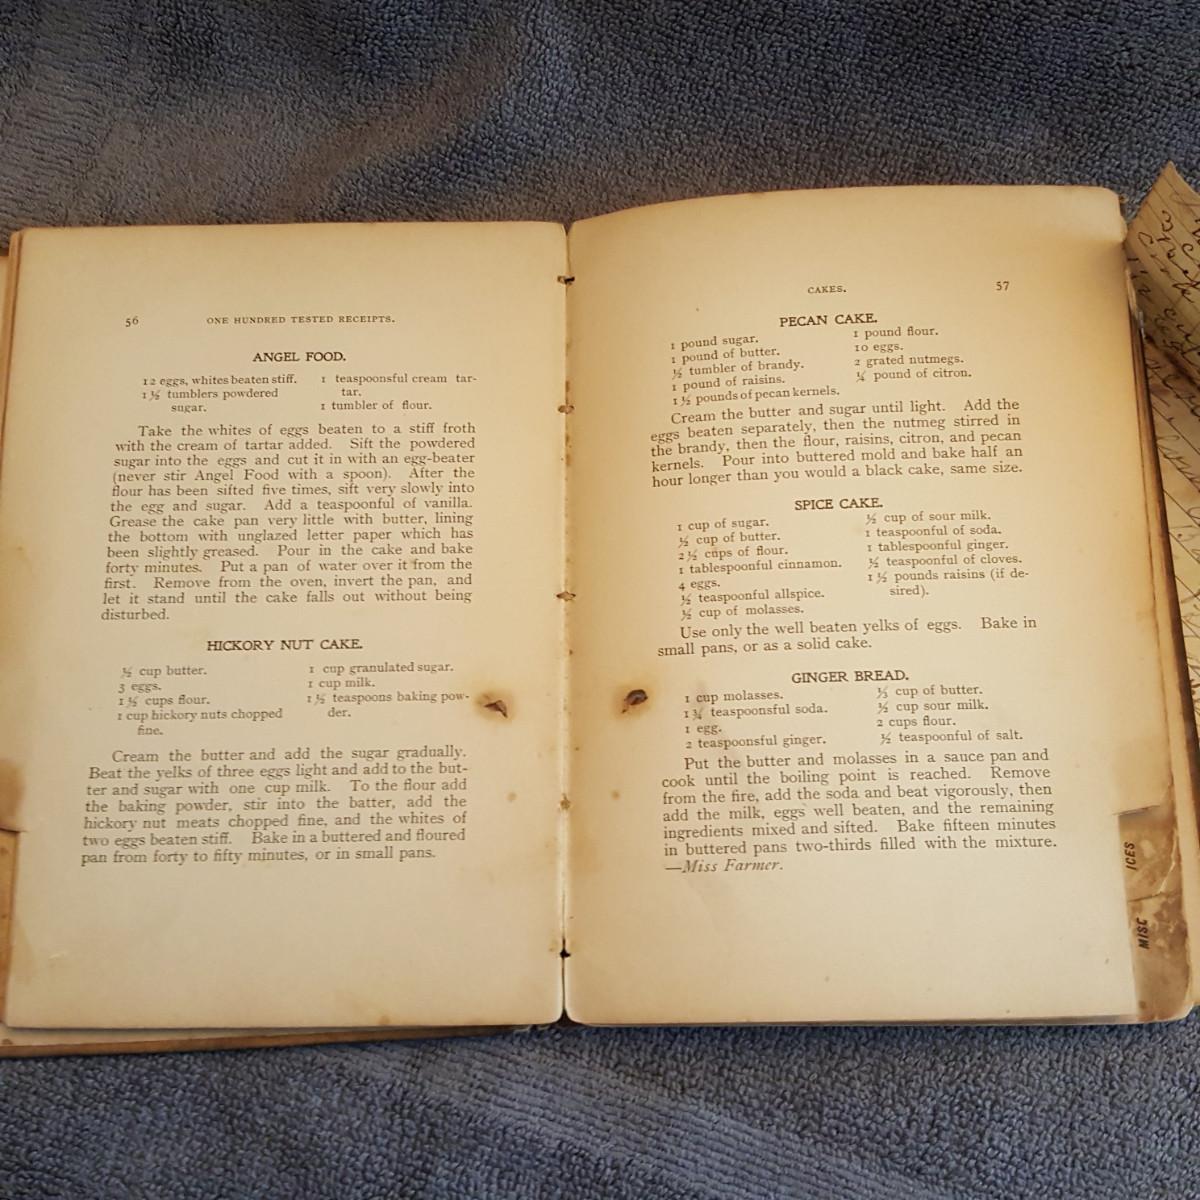 56 ONE HUNDRED TESTED RECEIPTS.
ANGEL FOOD.
12 eggs, whites beaten stiff.
1½ tumblers powdered
sugar.
1 teaspoonsful cream tar-
tar.
1 tumbler of flour.
Take the whites of eggs beaten to a stiff froth
with the cream of tartar added. Sift the powdered
sugar into the eggs and cut it in with an egg-beater
(never stir Angel Food with a spoon). After the
flour has been sifted five times, sift very slowly into
the egg and sugar. Add a teaspoonful of vanilla.
Grease the cake pan very little with butter, lining
the bottom with unglazed letter paper which has
been slightly greased. Pour in the cake and bake
forty minutes. Put a pan of water over it from the
first. Remove from the oven, invert the pan, and
let it stand until the cake falls out without being
disturbed.
HICKORY NUT CAKE.
½ cup butter.
3 eggs.
1½ cups flour.
1 cup hickory nuts chopped
fine.
1 cup granulated sugar.
1 cup milk.
1½ teaspoons baking pow-
der.
Cream the butter and add the sugar gradually.
Beat the yelks of three eggs light and add to the but-
ter and sugar with one cup milk. To the flour add
the baking powder, stir into the batter, add the
hickory nut meats chopped fine, and the whites of
two eggs beaten stiff. Bake in a buttered and floured
pan from forty to fifty minutes, or in small pans.
CAKES. 57
PECAN CAKE.
1 pound sugar.
1 pound of butter.
½ tumbler of brandy.
1 pound of raisins.
1½ pounds of pecan kernels.
1 pound flour.
10 eggs.
2 grated nutmegs.
¼ pound of citron.
Cream the butter and sugar until light. Add the
eggs beaten separately, then the nutmeg stirred in
the brandy, then the flour, raisins, citron, and pecan
kernels. Pour into buttered mold and bake half an
hour longer than you would a black cake, same size.
SPICE CAKE.
1 cup of sugar.
½ cup of butter.
2½ cups of flour.
1 tablespoonful cinnamon.
4 eggs.
½ teaspoonful allspice.
½ cup of molasses.
½ cup of sour milk.
1 teaspoonful of soda.
1 tablespoonful ginger.
½ teaspoonful of cloves.
1½ pounds raisins (if de-
sired).
Use only the well beaten yelks of eggs. Bake in
small pans, or as a solid cake.
GINGER BREAD.
1 cup molasses.
1¾ teaspoonsful soda.
1 egg.
2 teaspoonsful ginger.
⅓ cup of butter.
½ cup sour milk.
2 cups flour.
½ teaspoonful of salt.
Put the butter and molasses in a sauce pan and
cook until the boiling point is reached. Remove
from the fire, add the soda and beat vigorously, then
add the milk, eggs well beaten, and the remaining
ingredients mixed and sifted. Bake fifteen minutes
in buttered pans two-thirds filled with the mixture.
—Miss Farmer.
ICES
MISC